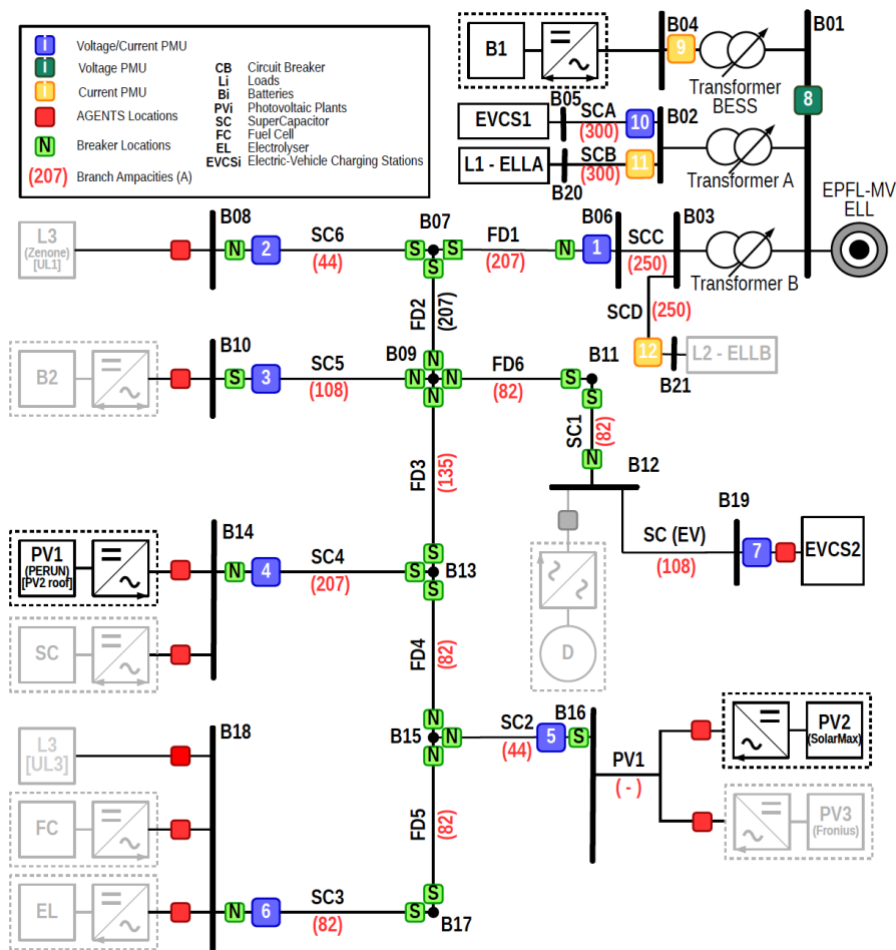 i Voltage/Current PMU
i Voltage PMU
i Current PMU
AGENTS Locations
N Breaker Locations
(207) Branch Ampacities (A)
CB Circuit Breaker
Li Loads
Bi Batteries
PVi Photovoltaic Plants
SC SuperCapacitor
FC Fuel Cell
EL Electrolyser
EVCSi Electric-Vehicle Charging Stations
B1
B04
B01
9
Transformer
BESS
8
B05
EVCS1
SCA
(300)
10
B02
L1 - ELLA
SCB
(300)
11
B20
Transformer A
EPFL-MV
ELL
L3
(Zenone)
[UL1]
B08
N
2
SC6
(44)
S
B07
S
S
FD1
(207)
N
B06
1
SCC
(250)
B03
Transformer B
FD2
(207)
SCD
(250)
12
L2 - ELLB
B21
B2
B10
S
3
SC5
(108)
B09
N
N
N
N
FD6
(82)
S
B11
S
SC1
(82)
N
B12
FD3
(135)
B19
SC (EV)
(108)
7
EVCS2
D
PV1
(PERUN)
[PV2 roof]
B14
N
4
SC4
(207)
S
S
S
B13
SC
FD4
(82)
L3
[UL3]
B18
N
B15
N
N
SC2
(44)
5
B16
S
PV1
( - )
PV2
(SolarMax)
PV3
(Fronius)
FC
FD5
(82)
EL
N
6
SC3
(82)
S
S
B17